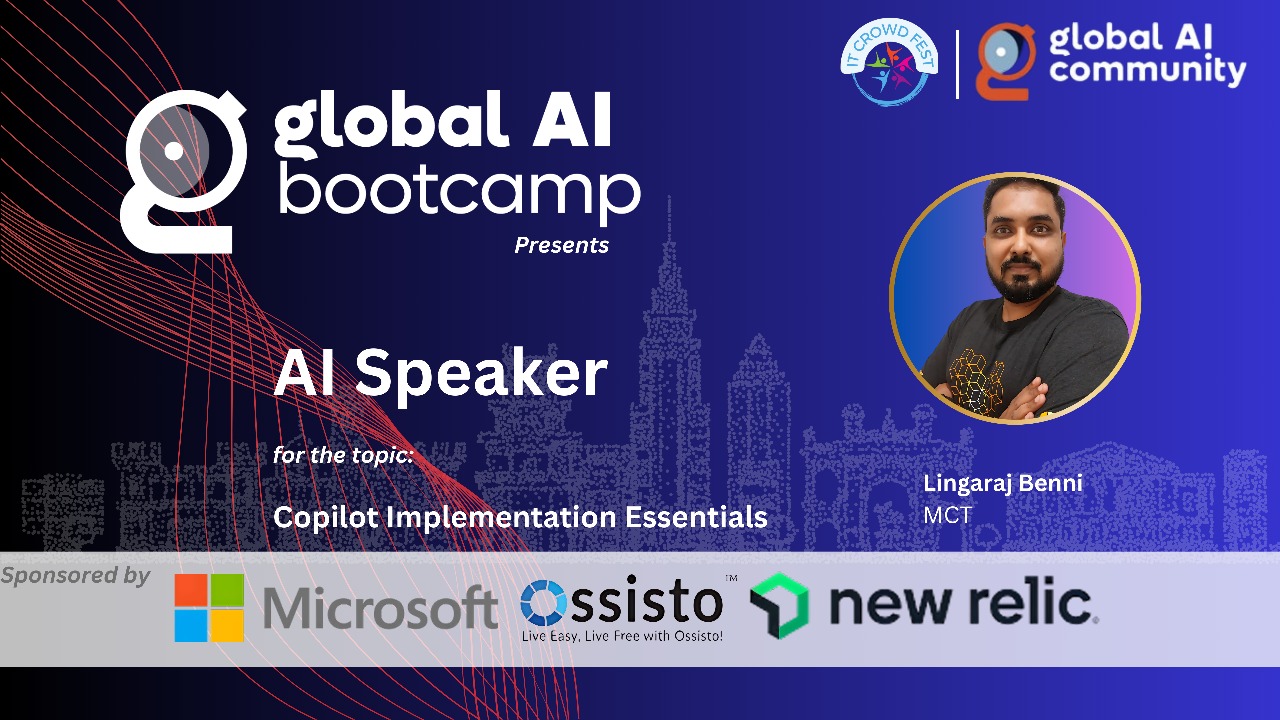 IT CROWD FEST
global AI
community
global AI
bootcamp
Presents
AI Speaker
for the topic:
Copilot Implementation Essentials
Lingaraj Benni
MCT
Sponsored by
Microsoft
Ossisto™
Live Easy, Live Free with Ossisto!
new relic®